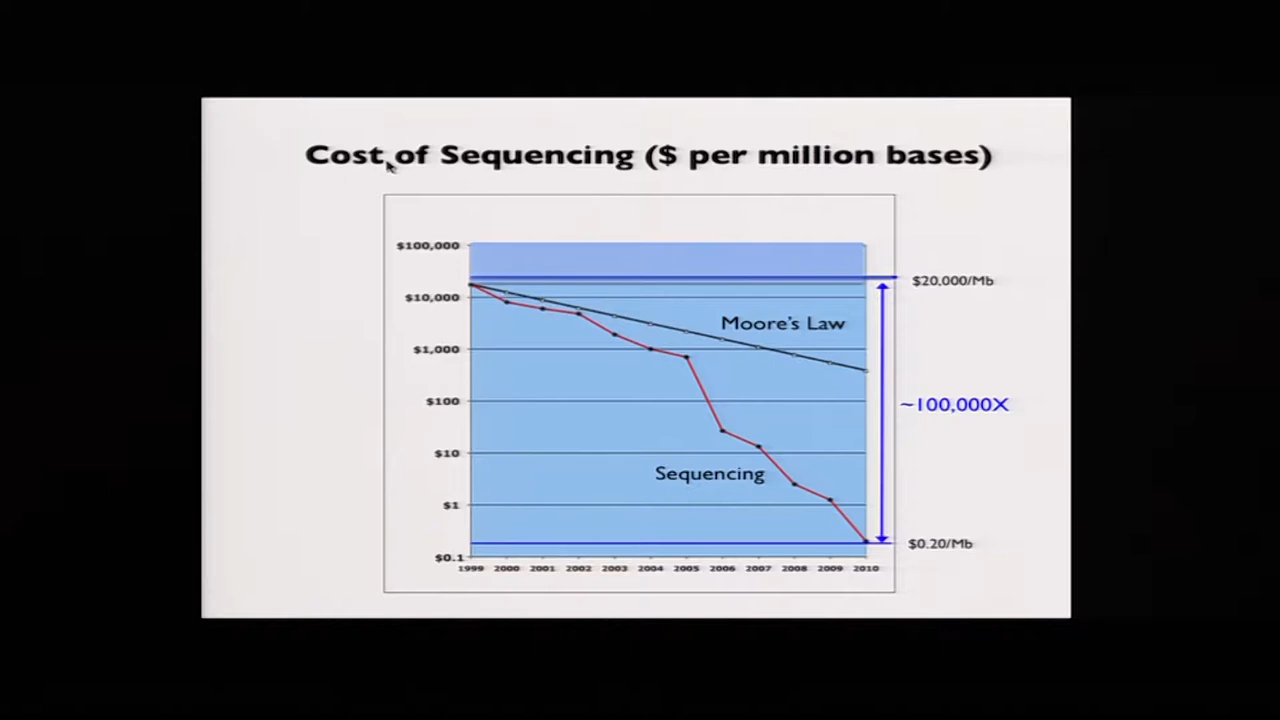 Cost of Sequencing ($ per million bases)
$100,000
$20,000/Mb
$10,000
Moore's Law
$1,000
$100
~100,000X
$10
Sequencing
$1
$0.20/Mb
$0.1
1999 2000 2001 2002 2003 2004 2005 2006 2007 2008 2009 2010